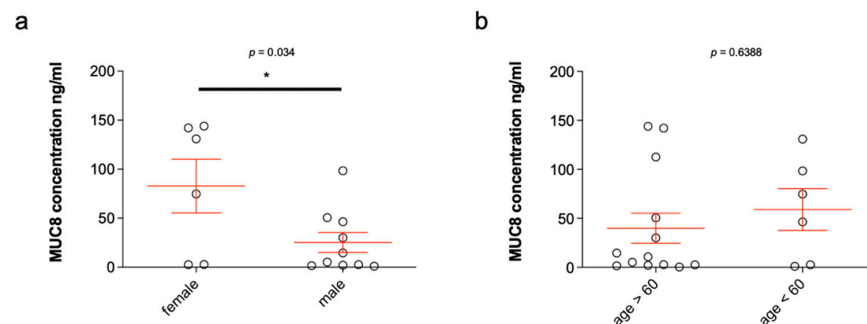 a
p = 0.034
*
MUC8 concentration ng/ml
200
150
100
50
0
female
male
b
p = 0.6388
MUC8 concentration ng/ml
200
150
100
50
0
age > 60
age < 60